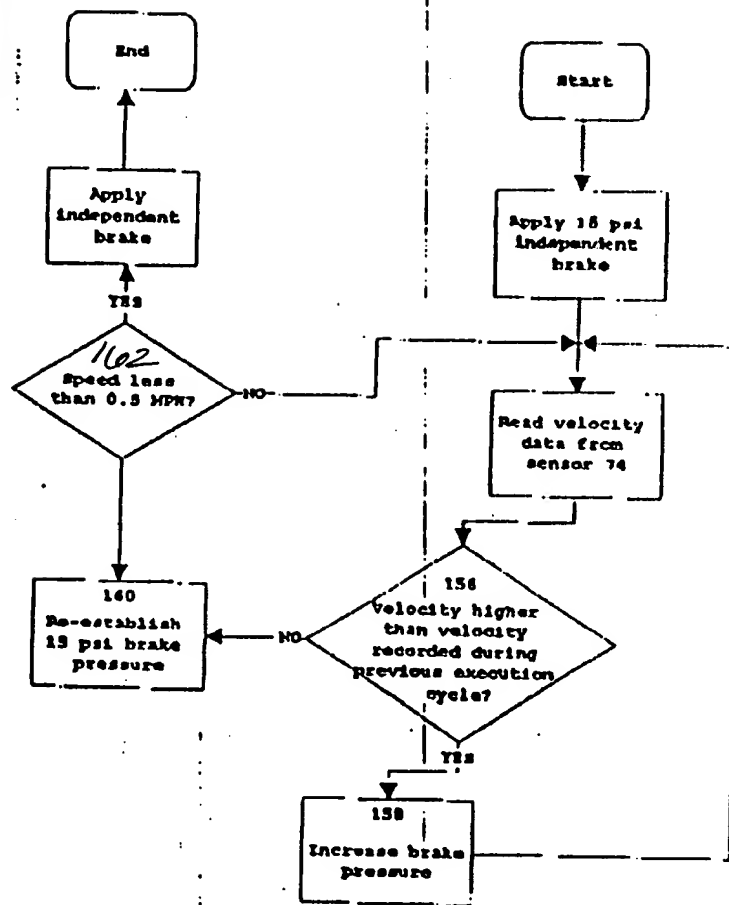 End
Start
Apply
independent
brake
Apply 15 psi
independent
brake
YES
162
Speed less
than 0.5 MPH?
NO
Read velocity
data from
sensor 74
160
Re-establish
15 psi brake
pressure
NO
156
Velocity higher
than velocity
recorded during
previous execution
cycle?
YES
158
Increase brake
pressure